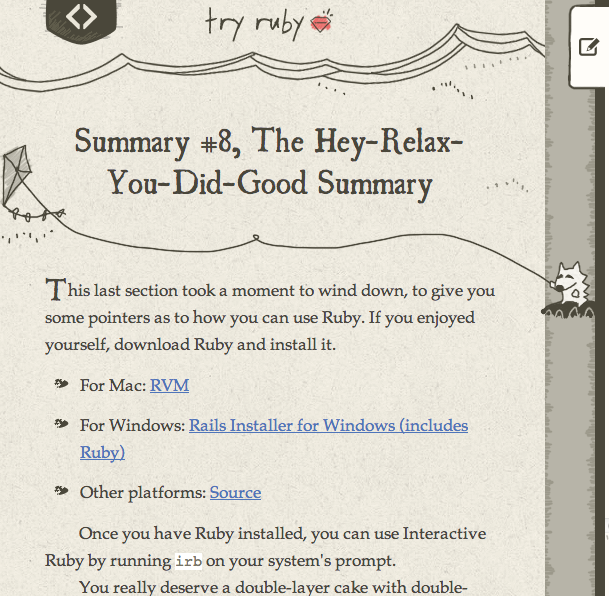 try ruby
Summary #8, The Hey-Relax-
You-Did-Good Summary
This last section took a moment to wind down, to give you
some pointers as to how you can use Ruby. If you enjoyed
yourself, download Ruby and install it.
For Mac: RVM
For Windows: Rails Installer for Windows (includes
Ruby)
Other platforms: Source
Once you have Ruby installed, you can use Interactive
Ruby by running irb on your system's prompt.
You really deserve a double-layer cake with double-